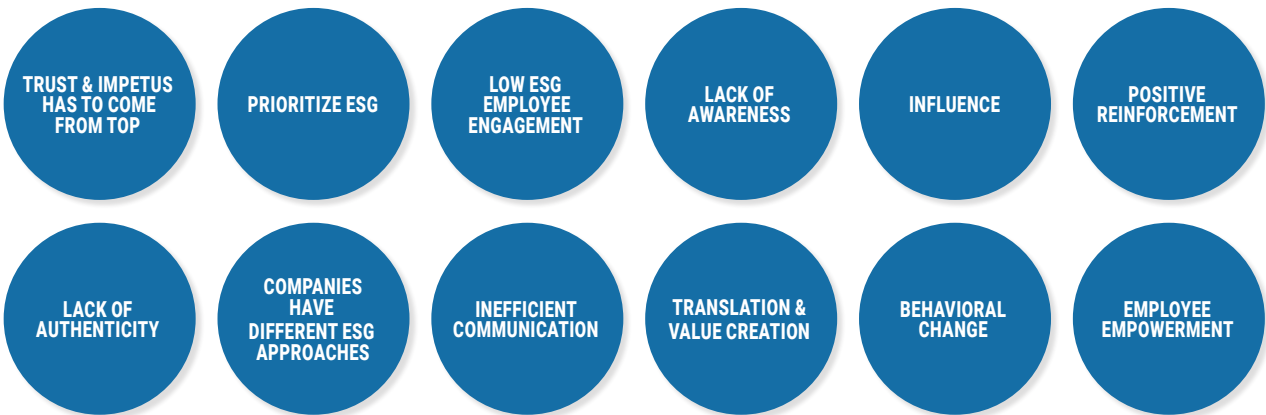 TRUST & IMPETUS
HAS TO COME
FROM TOP
PRIORITIZE ESG
LOW ESG
EMPLOYEE
ENGAGEMENT
LACK OF
AWARENESS
INFLUENCE
POSITIVE
REINFORCEMENT
LACK OF
AUTHENTICITY
COMPANIES
HAVE
DIFFERENT ESG
APPROACHES
INEFFICIENT
COMMUNICATION
TRANSLATION &
VALUE CREATION
BEHAVIORAL
CHANGE
EMPLOYEE
EMPOWERMENT